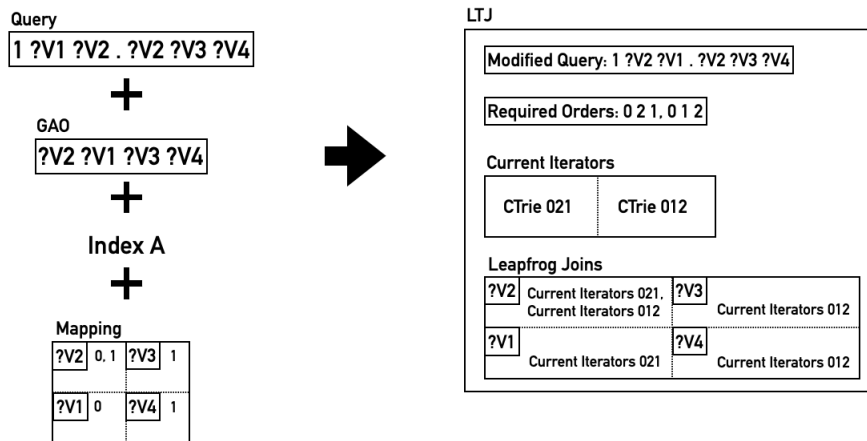 Query
1 ?V1 ?V2 . ?V2 ?V3 ?V4
+
GAO
?V2 ?V1 ?V3 ?V4
+
Index A
+
Mapping
?V2 0, 1 ?V3 1
?V1 0 ?V4 1
LTJ
Modified Query: 1 ?V2 ?V1 . ?V2 ?V3 ?V4
Required Orders: 0 2 1, 0 1 2
Current Iterators
CTrie 021 CTrie 012
Leapfrog Joins
?V2 Current Iterators 021,
Current Iterators 012
?V3 Current Iterators 012
?V1 Current Iterators 021
?V4 Current Iterators 012